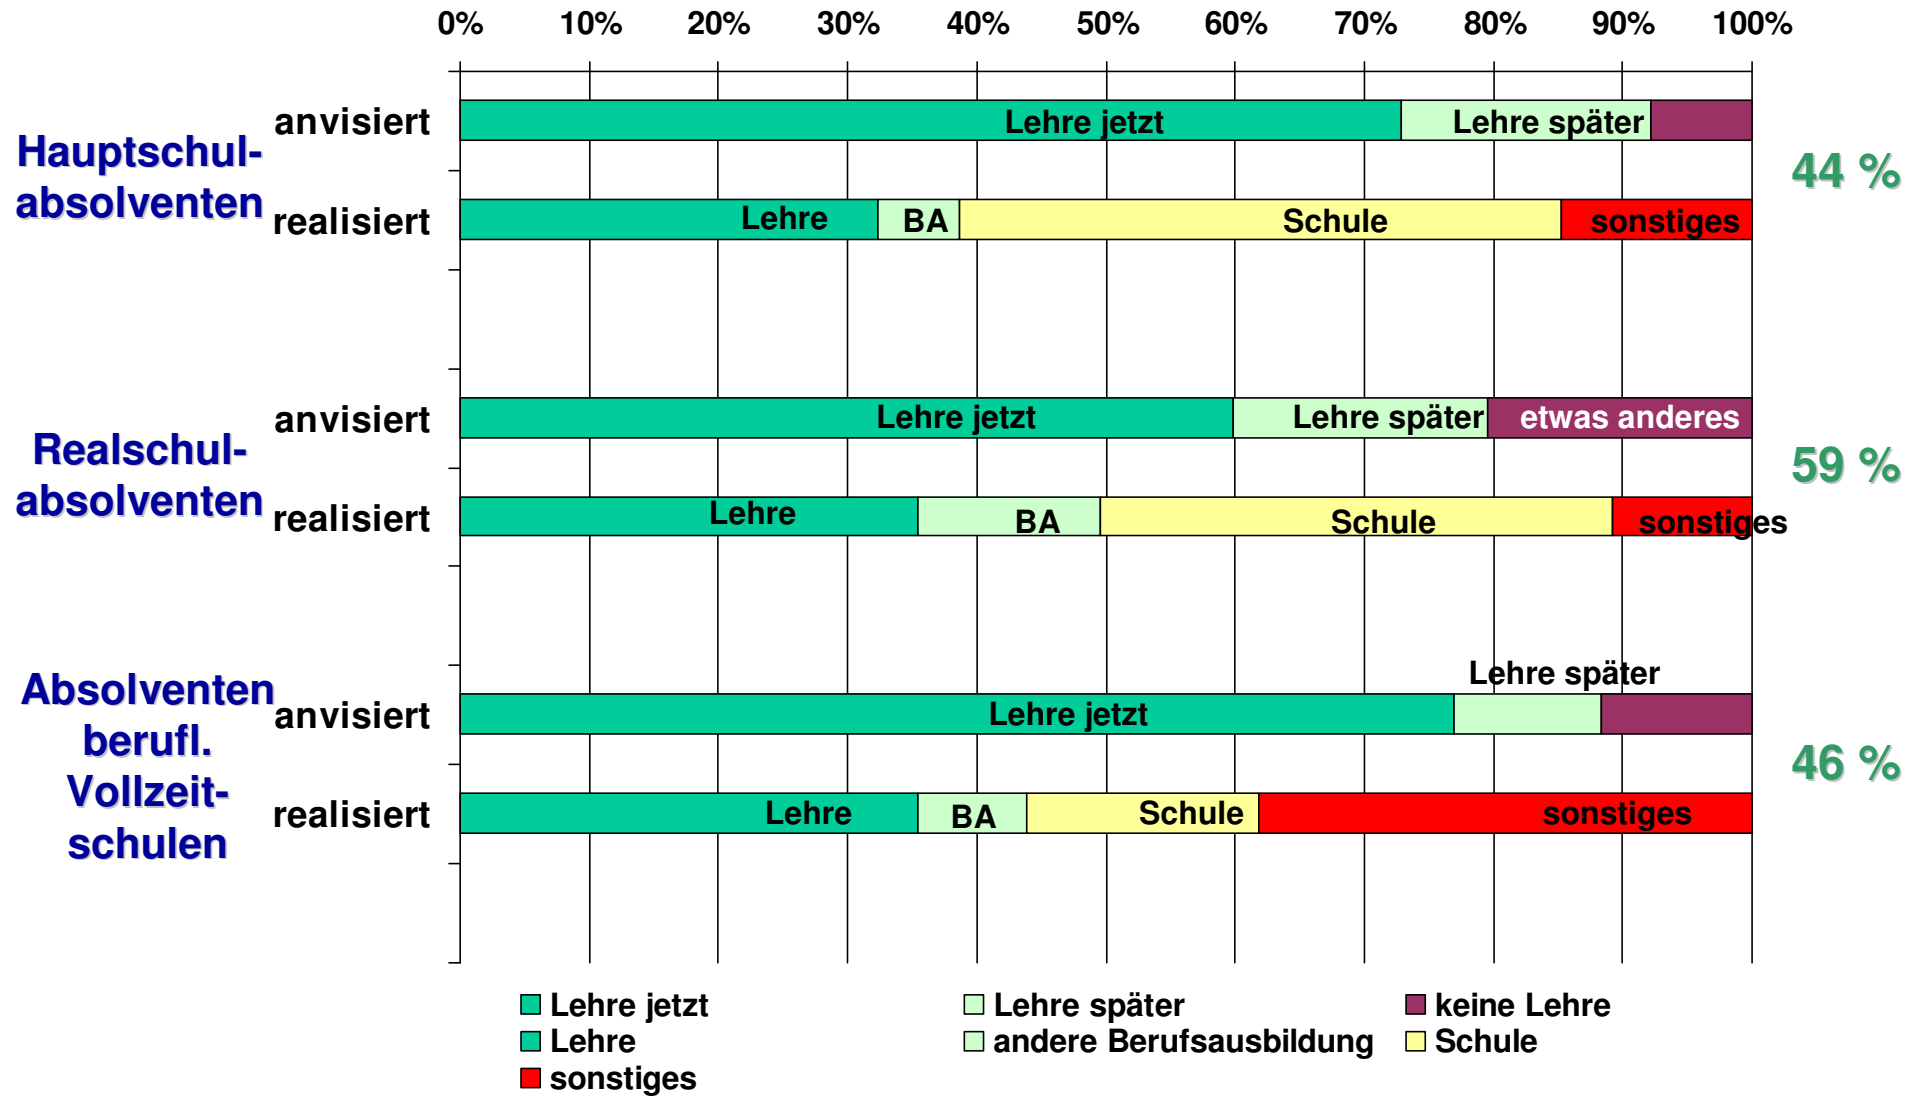 0% 10% 20% 30% 40% 50% 60% 70% 80% 90% 100%
Hauptschul-
absolventen
anvisiert
Lehre jetzt
Lehre später
realisiert
Lehre
BA
Schule
sonstiges
44 %
Realschul-
absolventen
anvisiert
Lehre jetzt
Lehre später
etwas anderes
realisiert
Lehre
BA
Schule
sonstiges
59 %
Absolventen
berufl.
Vollzeit-
schulen
anvisiert
Lehre jetzt
Lehre später
realisiert
Lehre
BA
Schule
sonstiges
46 %
Lehre jetzt
Lehre später
keine Lehre
Lehre
andere Berufsausbildung
Schule
sonstiges